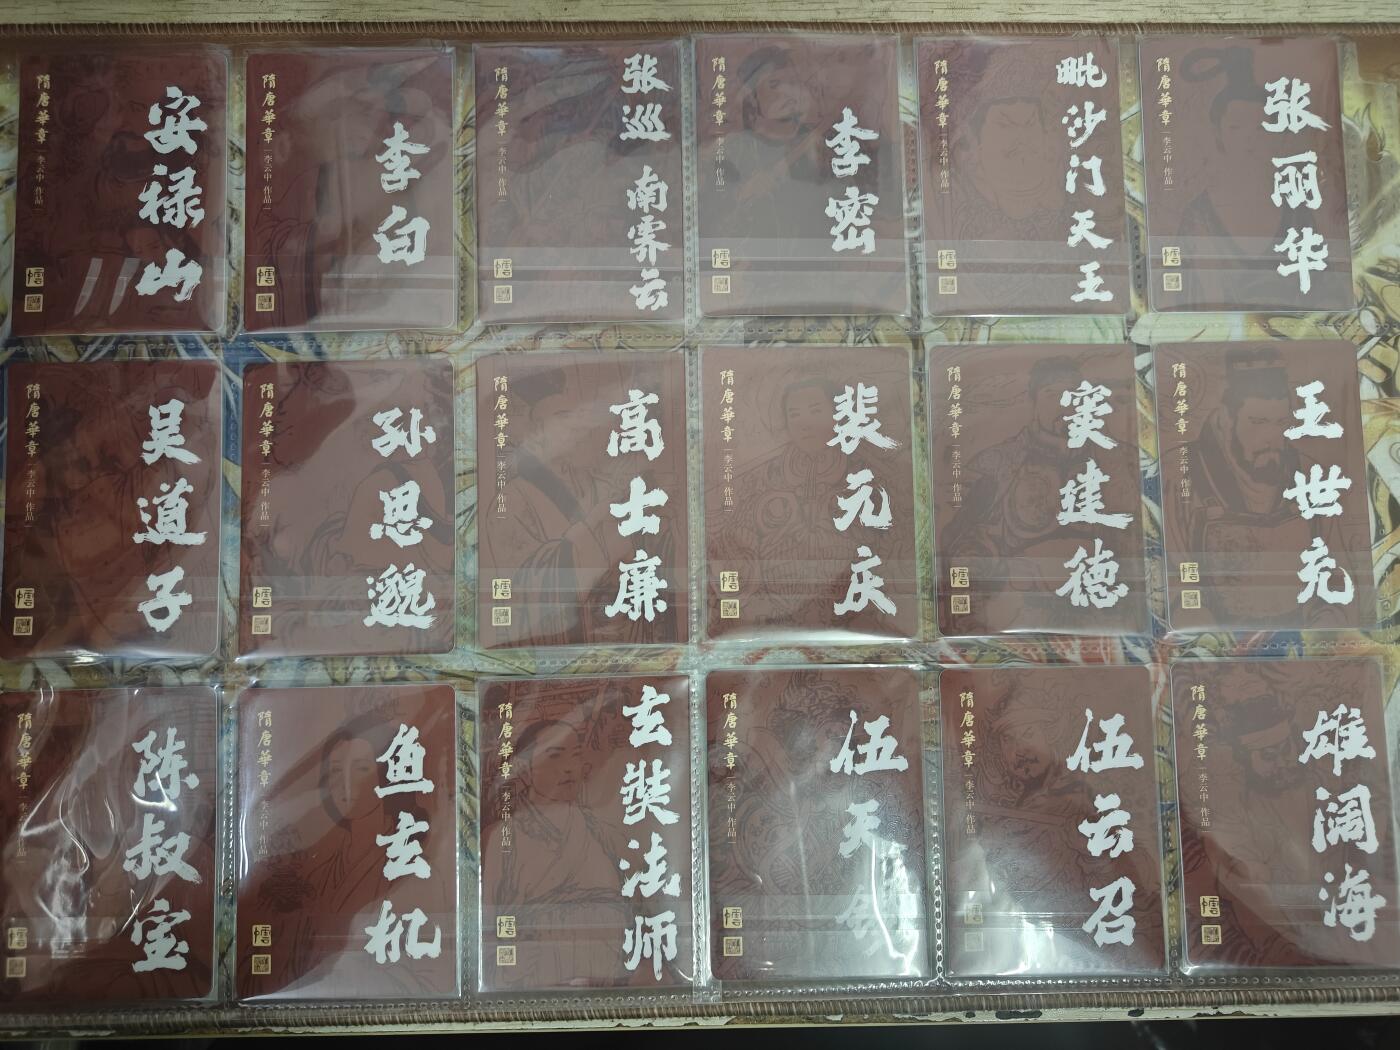 隋唐華章 李云中 作品
安禄山
隋唐華章 李云中 作品
李白
隋唐華章 李云中 作品
张巡 南霁云
隋唐華章 李云中 作品
李密
隋唐華章 李云中 作品
毗沙门天王
隋唐華章 李云中 作品
张丽华
隋唐華章 李云中 作品
吴道子
隋唐華章 李云中 作品
孙思邈
隋唐華章 李云中 作品
高士廉
隋唐華章 李云中 作品
裴元庆
隋唐華章 李云中 作品
窦建德
隋唐華章 李云中 作品
王世充
隋唐華章 李云中 作品
陈叔宝
隋唐華章 李云中 作品
鱼玄机
隋唐華章 李云中 作品
玄奘法师
隋唐華章 李云中 作品
伍天锡
隋唐華章 李云中 作品
伍云召
隋唐華章 李云中 作品
雄阔海